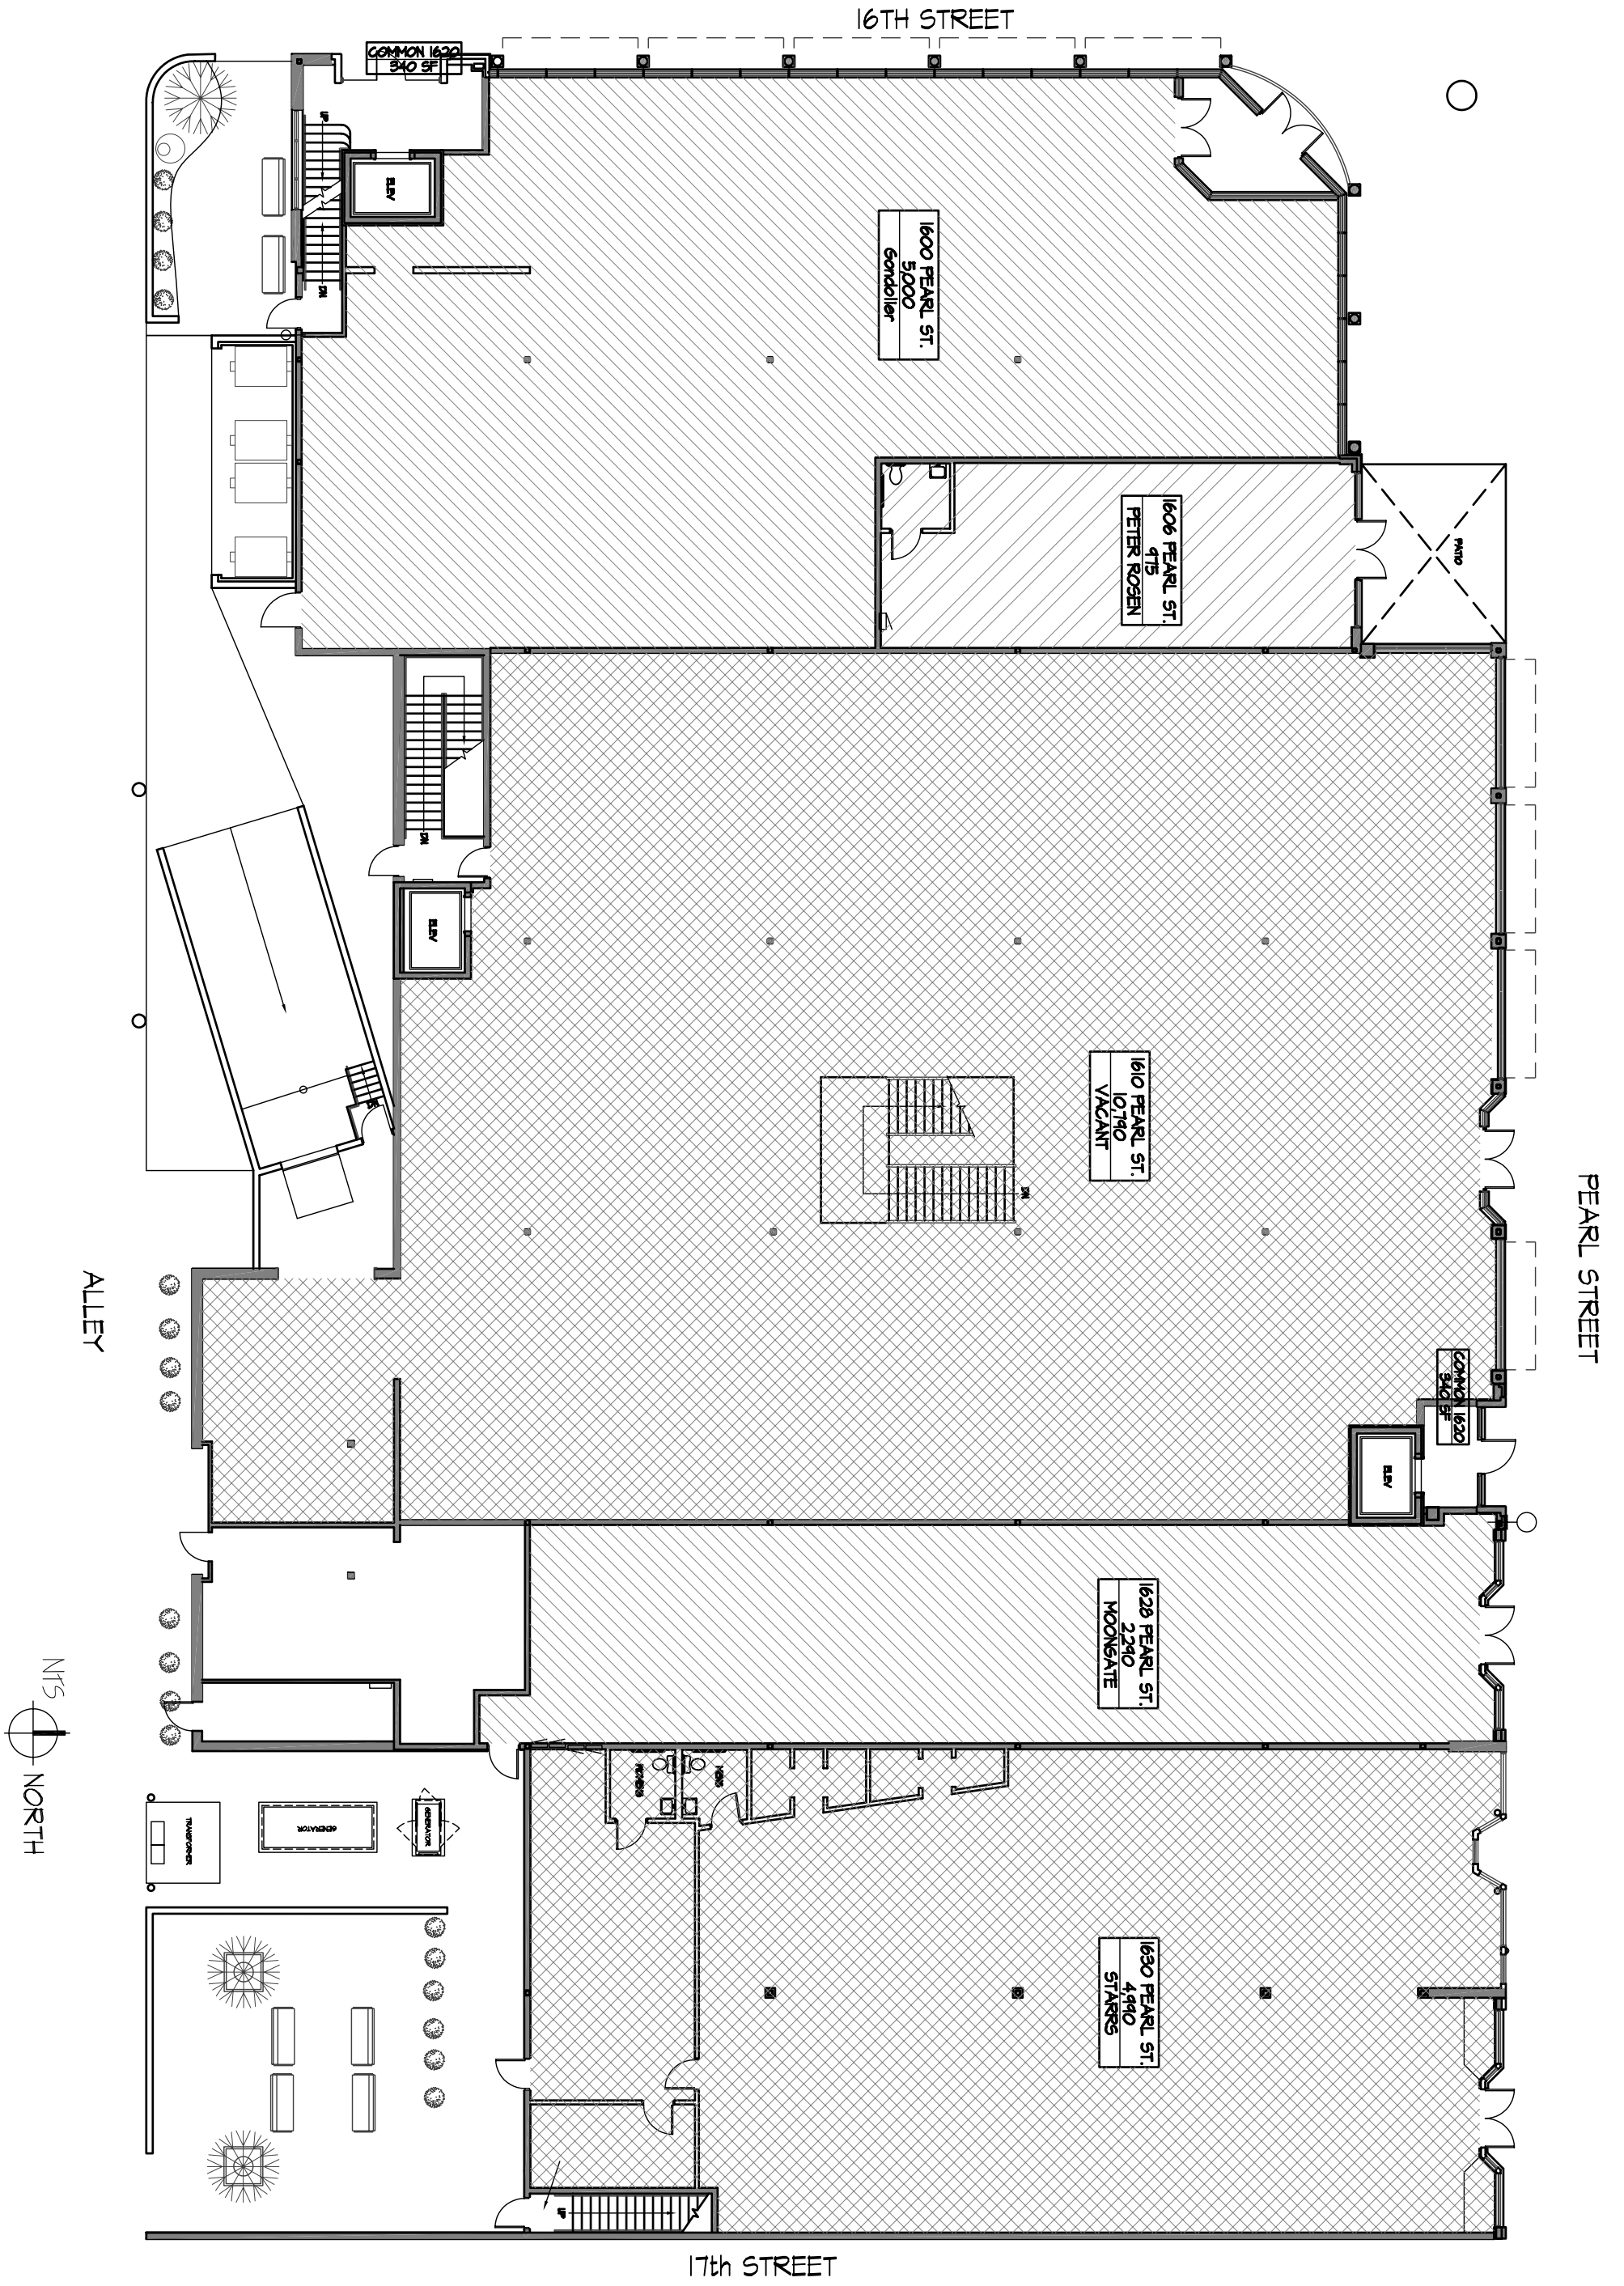 16TH STREET
COMMON 1620
340 SF
UP
ELEV
DN
1600 PEARL ST.
5,000
Gondolier
1606 PEARL ST.
975
PETER ROSEN
PATIO
DN
ELEV
DN
1610 PEARL ST.
10,790
VACANT
DN
PEARL STREET
ALLEY
COMMON 1620
340 SF
ELEV
1628 PEARL ST.
2,290
MOONGATE
NTS
NORTH
WOMENS
MENS
TRANSFORMER
GENERATOR
GENERATOR
1630 PEARL ST.
4,990
STARRS
UP
17th STREET